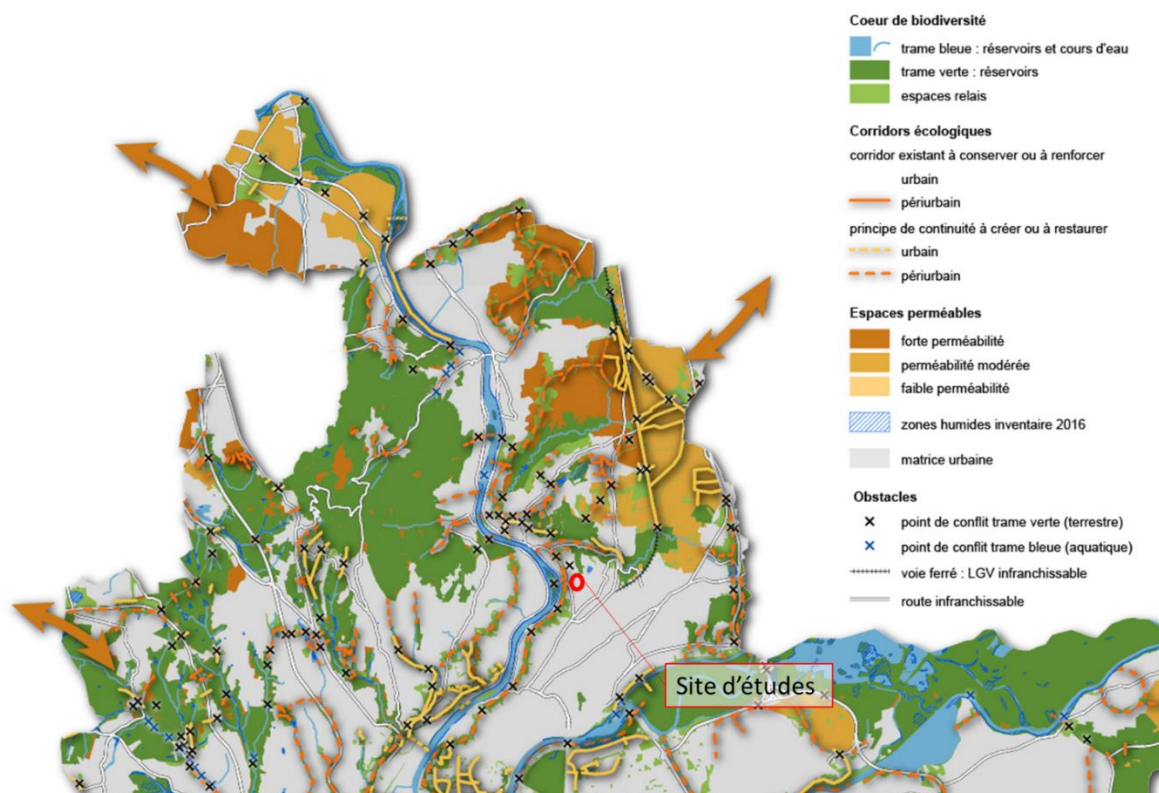 Coeur de biodiversité
trame bleue : réservoirs et cours d'eau
trame verte : réservoirs
espaces relais
Corridors écologiques
corridor existant à conserver ou à renforcer
urbain
périurbain
principe de continuité à créer ou à restaurer
urbain
périurbain
Espaces perméables
forte perméabilité
perméabilité modérée
faible perméabilité
zones humides inventaire 2016
matrice urbaine
Obstacles
point de conflit trame verte (terrestre)
point de conflit trame bleue (aquatique)
voie ferré : LGV infranchissable
route infranchissable
Site d'études